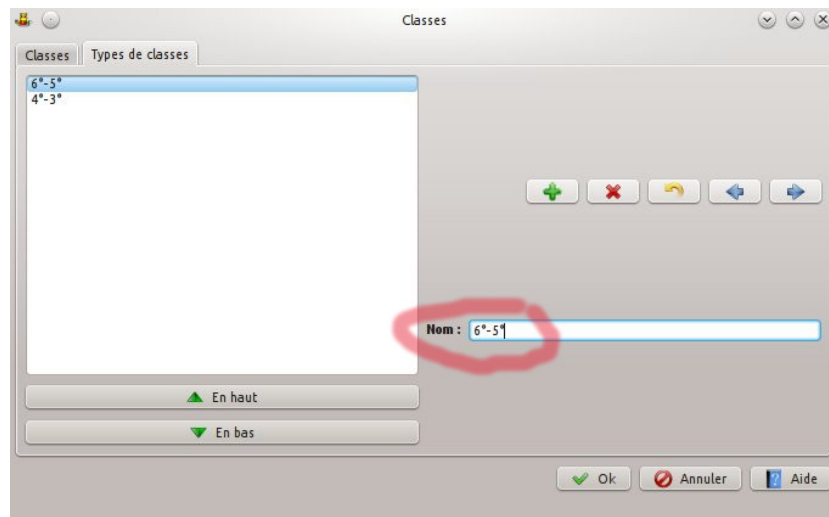 Classes
Classes Types de classes
6°-5°
4°-3°
Nom : 6°-5°
En haut
En bas
Ok Annuler Aide